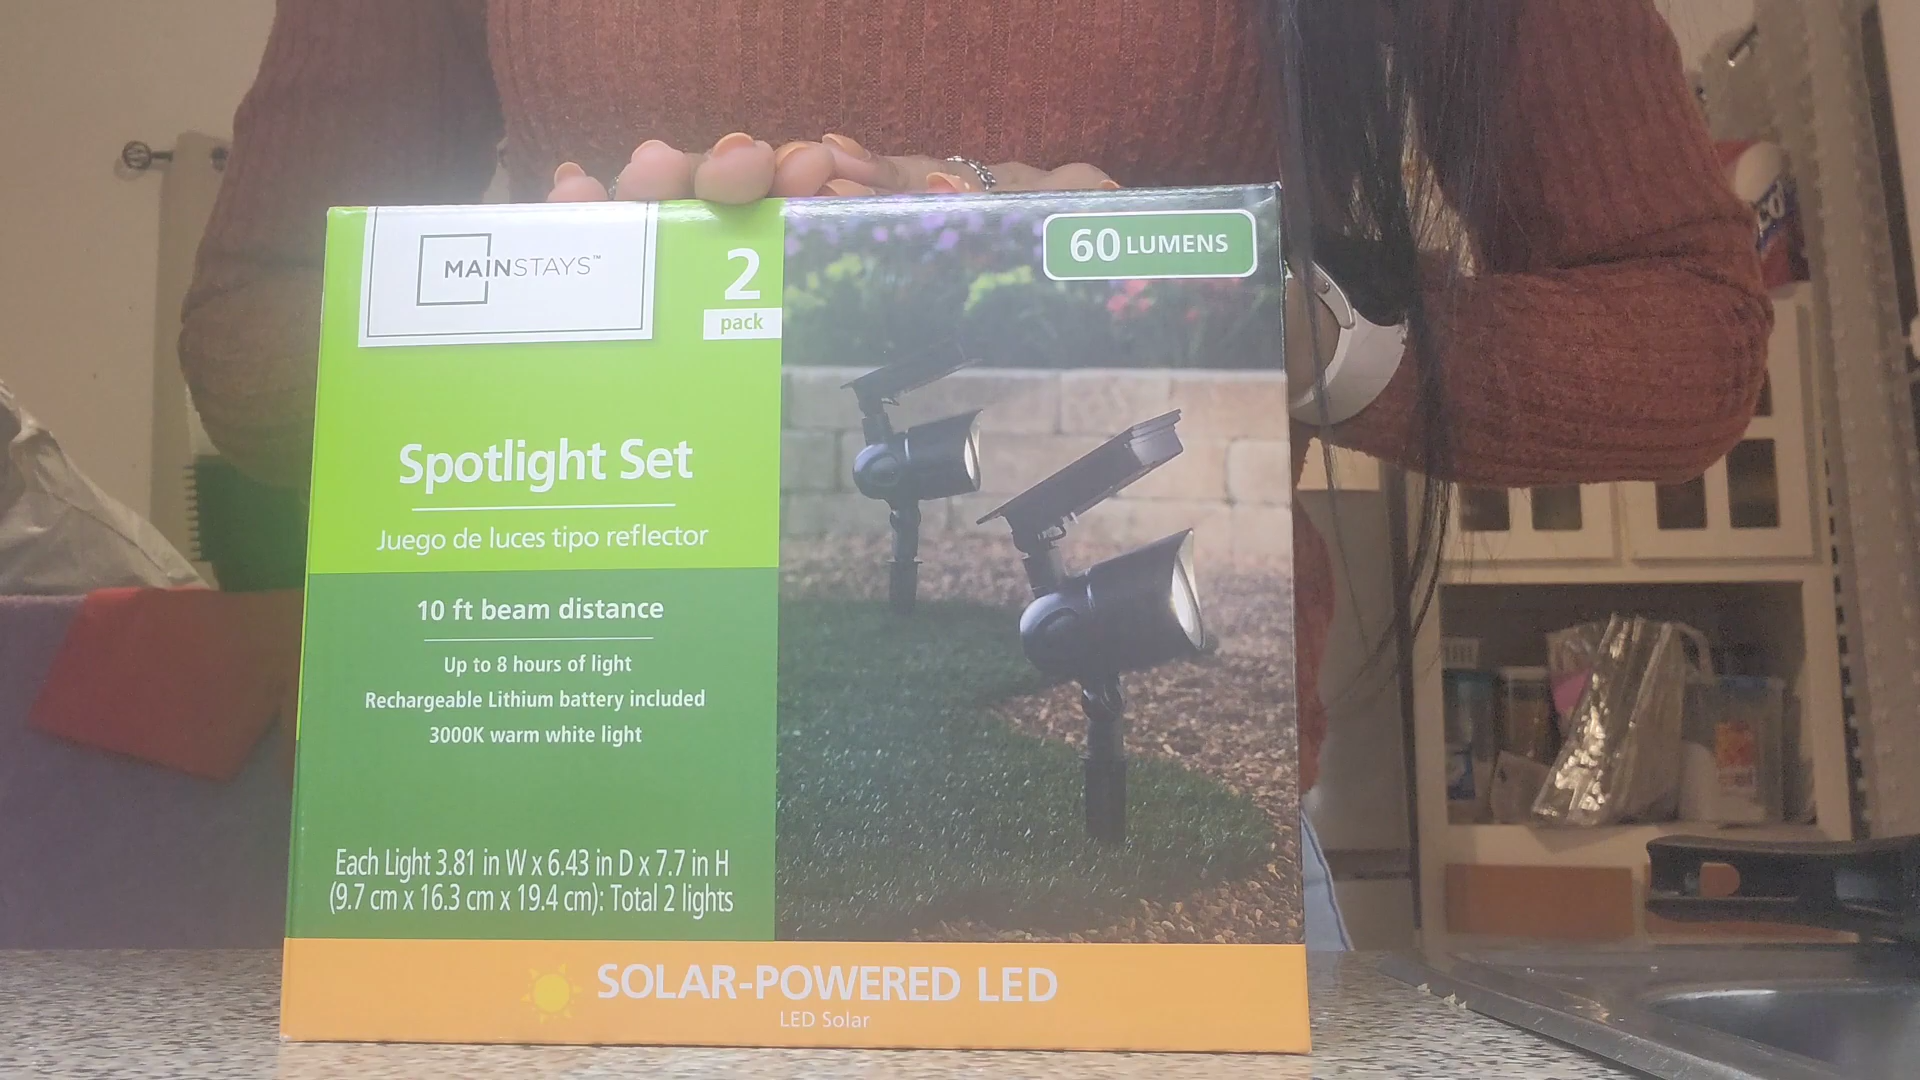 MAINSTAYS™
2
pack
60 LUMENS
Spotlight Set
Juego de luces tipo reflector
10 ft beam distance
Up to 8 hours of light
Rechargeable Lithium battery included
3000K warm white light
Each Light 3.81 in W x 6.43 in D x 7.7 in H
(9.7 cm x 16.3 cm x 19.4 cm): Total 2 lights
SOLAR-POWERED LED
LED Solar